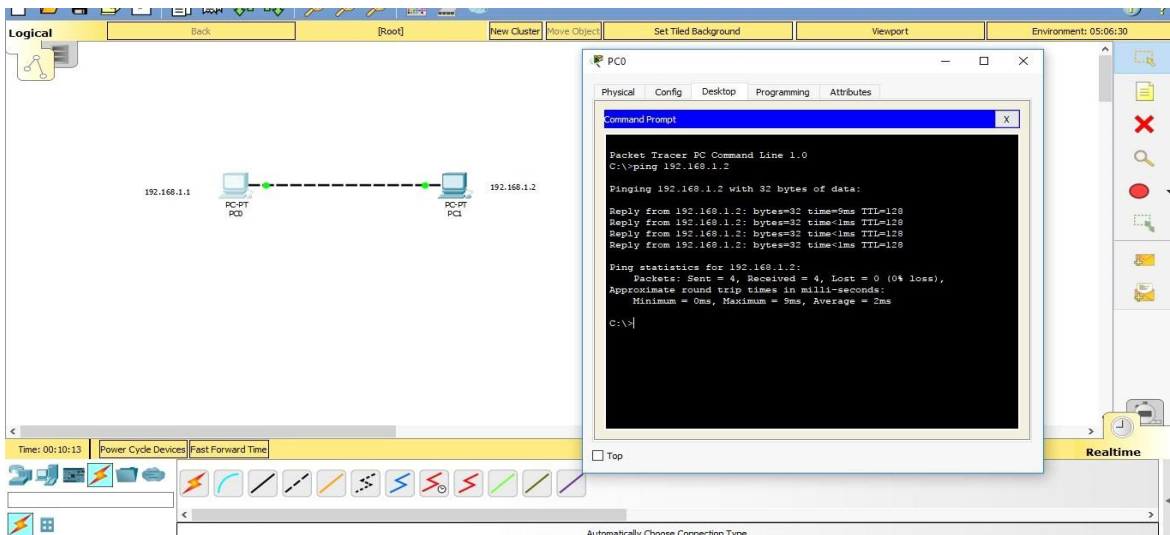 Logical
Back
[Root]
New Cluster
Move Object
Set Tiled Background
Viewport
Environment: 05:06:30
PC0
Physical Config Desktop Programming Attributes
Command Prompt
X
Packet Tracer PC Command Line 1.0
C:\>ping 192.168.1.2
Pinging 192.168.1.2 with 32 bytes of data:
Reply from 192.168.1.2: bytes=32 time=9ms TTL=128
Reply from 192.168.1.2: bytes=32 time<1ms TTL=128
Reply from 192.168.1.2: bytes=32 time<1ms TTL=128
Reply from 192.168.1.2: bytes=32 time<1ms TTL=128
Ping statistics for 192.168.1.2:
Packets: Sent = 4, Received = 4, Lost = 0 (0% loss),
Approximate round trip times in milli-seconds:
Minimum = 0ms, Maximum = 9ms, Average = 2ms
C:\>
Top
192.168.1.1
PC-PT
PC0
192.168.1.2
PC-PT
PC1
Time: 00:10:13
Power Cycle Devices
Fast Forward Time
Realtime
Automatically Choose Connection Type